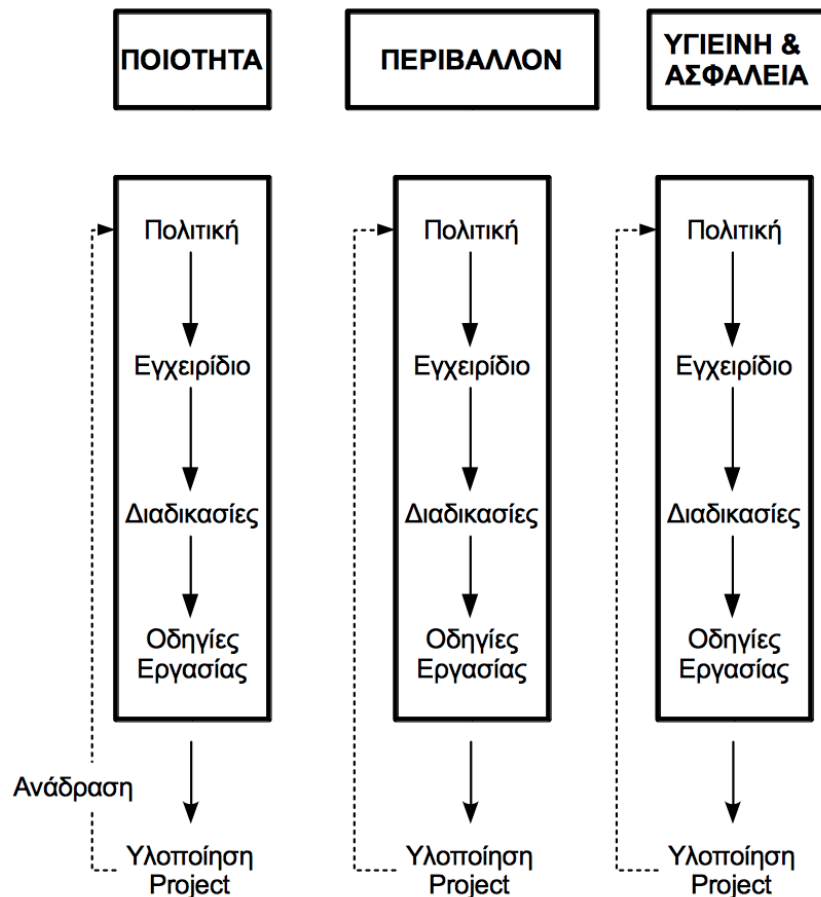 ΠΟΙΟΤΗΤΑ
ΠΕΡΙΒΑΛΛΟΝ
ΥΓΙΕΙΝΗ &
ΑΣΦΑΛΕΙΑ
Πολιτική
Εγχειρίδιο
Διαδικασίες
Οδηγίες
Εργασίας
Ανάδραση
Υλοποίηση
Project
Πολιτική
Εγχειρίδιο
Διαδικασίες
Οδηγίες
Εργασίας
Υλοποίηση
Project
Πολιτική
Εγχειρίδιο
Διαδικασίες
Οδηγίες
Εργασίας
Υλοποίηση
Project